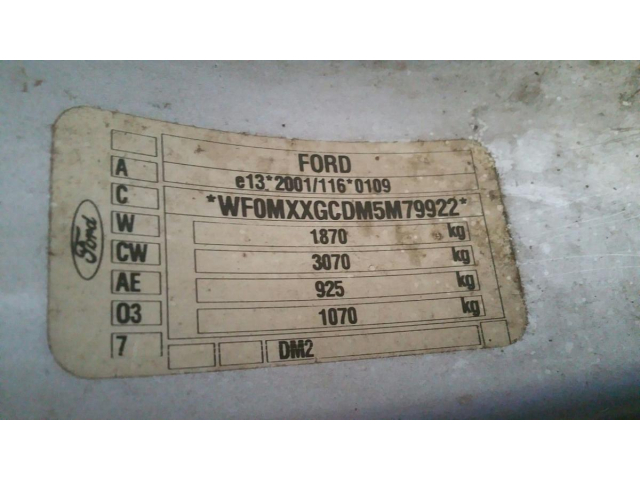 FORD
A e13*2001/116*0109
C *WF0MXXGCDM5M79922*
W 1870 kg
CW 3070 kg
AE 925 kg
03 1070 kg
7 DM2
Ford